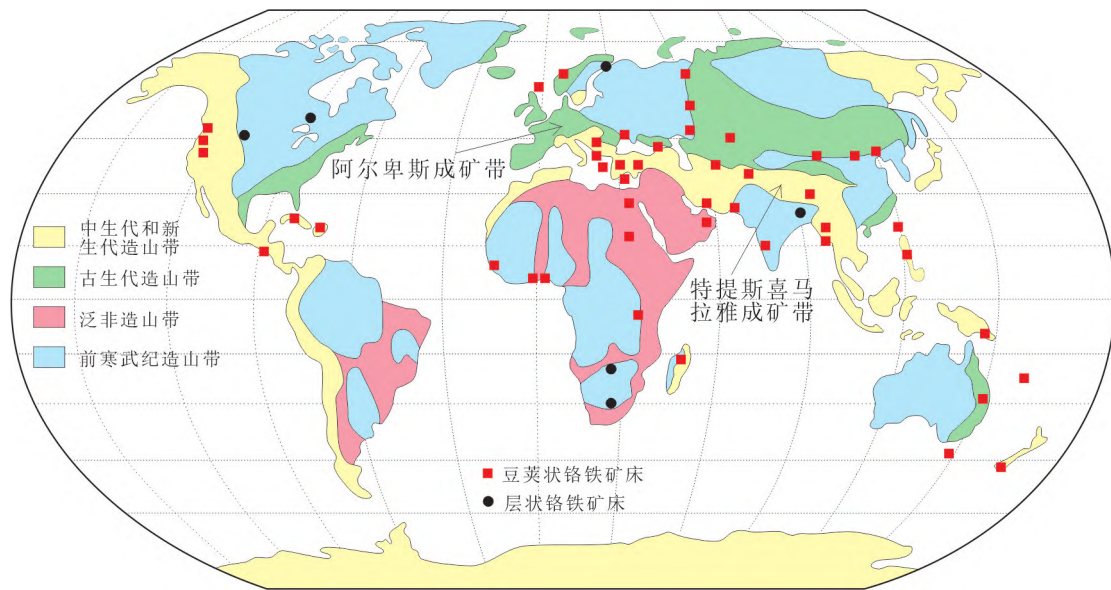 阿尔卑斯成矿带
中生代和新
生代造山带
古生代造山带
泛非造山带
前寒武纪造山带
特提斯喜马
拉雅成矿带
豆荚状铬铁矿床
层状铬铁矿床